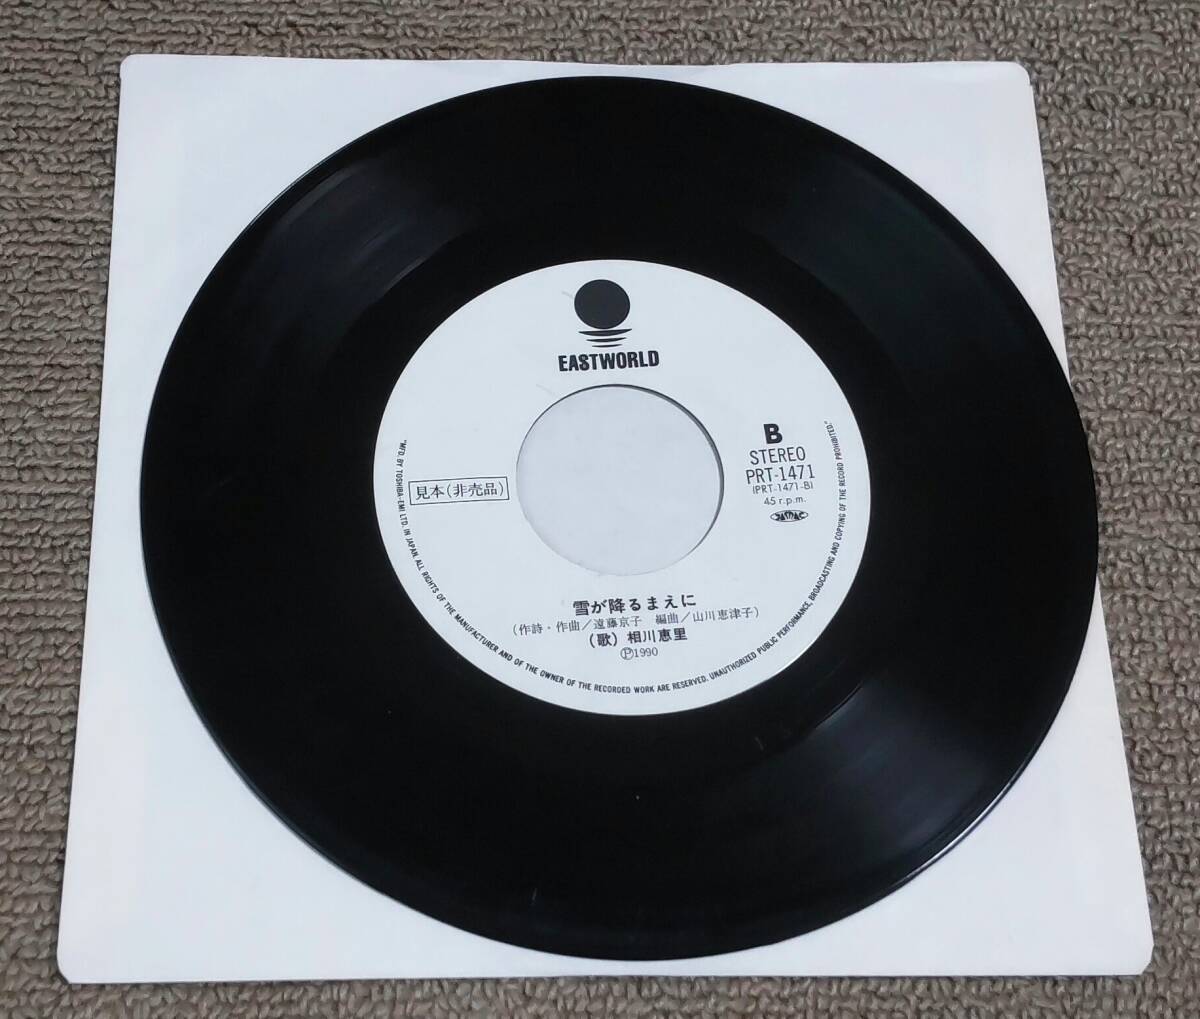 EASTWORLD
B
STEREO
PRT-1471
(PRT-1471-B)
45 r.p.m.
見本(非売品)
雪が降るまえに
(作詩・作曲/遠藤京子 編曲/山川恵津子)
(歌) 相川恵里
Ⓟ1990
"MF'D. BY TOSHIBA-EMI LTD. IN JAPAN. ALL RIGHTS OF THE MANUFACTURER AND OF THE OWNER OF THE RECORDED WORK ARE RESERVED. UNAUTHORIZED PUBLIC PERFORMANCE, BROADCASTING AND COPYING OF THE RECORD PROHIBITED."